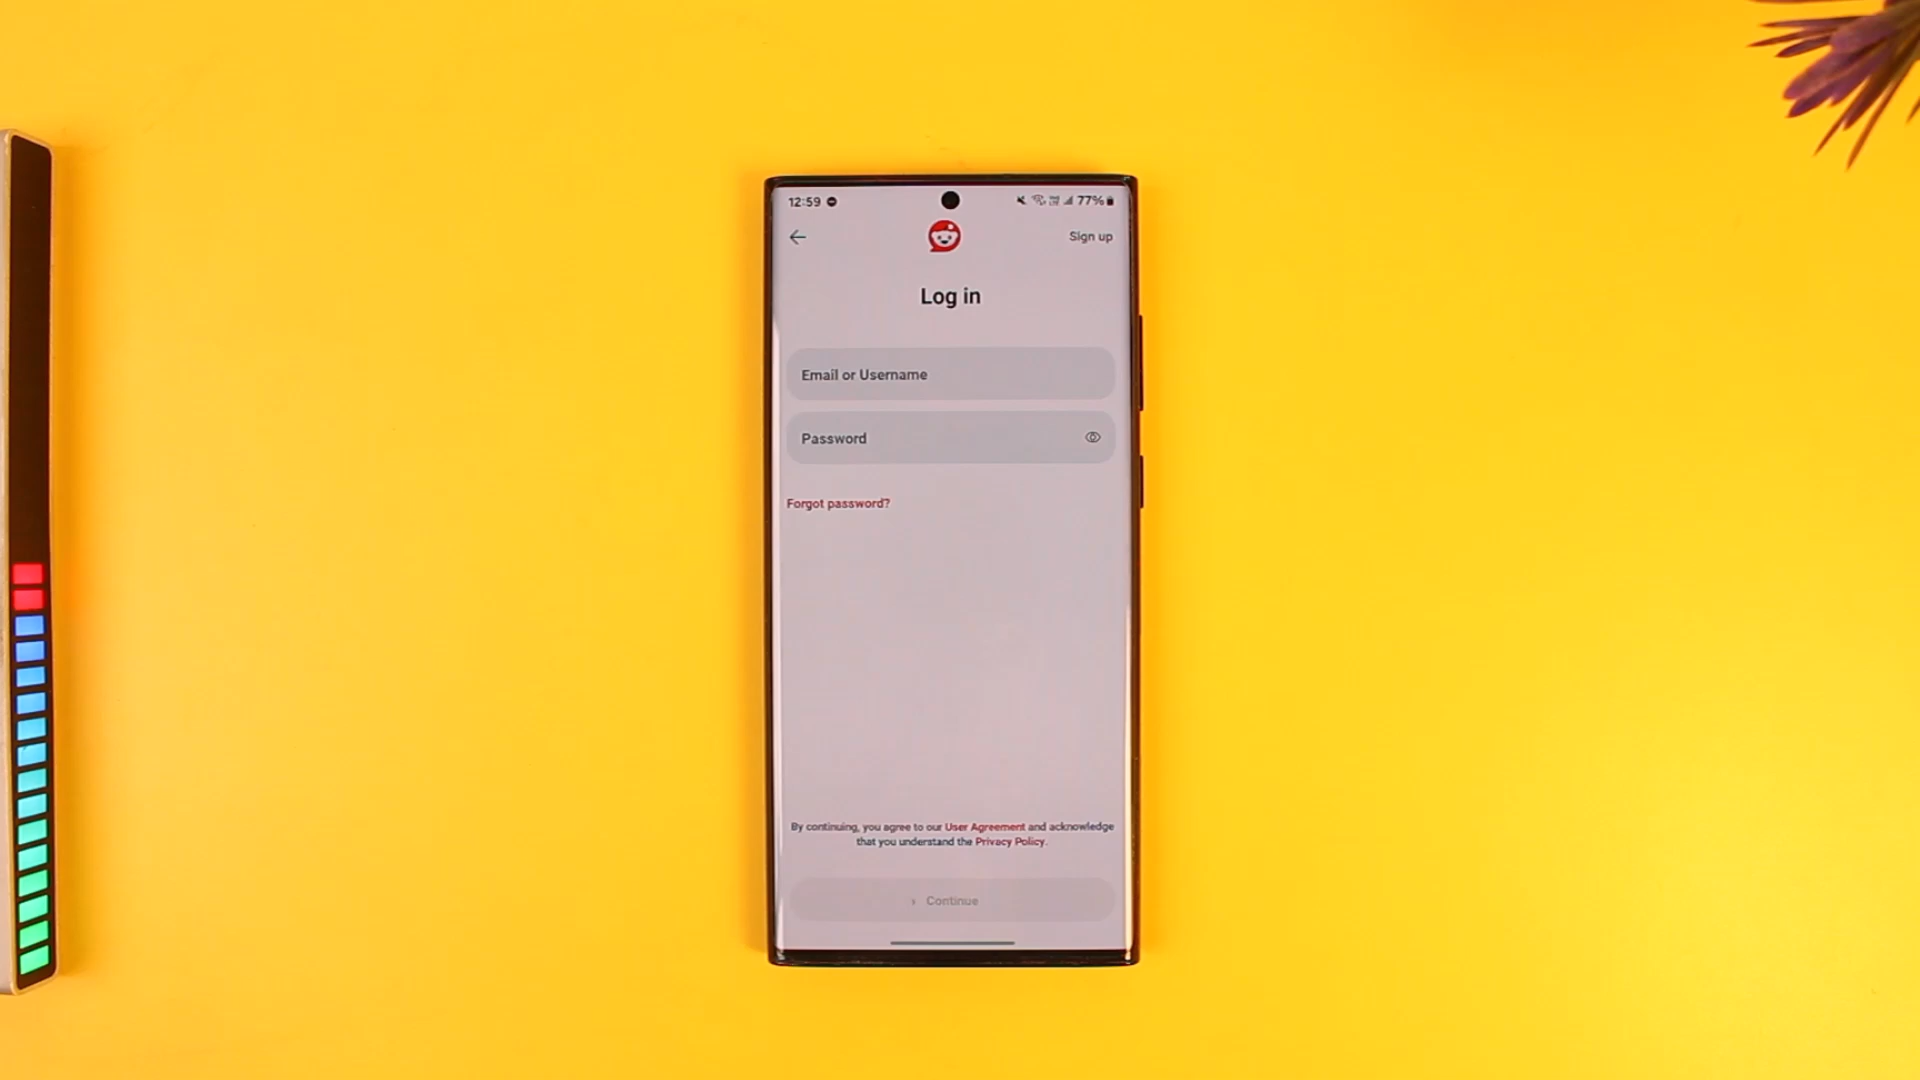 12:59
77%
Sign up
Log in
Email or Username
Password
Forgot password?
By continuing, you agree to our User Agreement and acknowledge
that you understand the Privacy Policy.
Continue